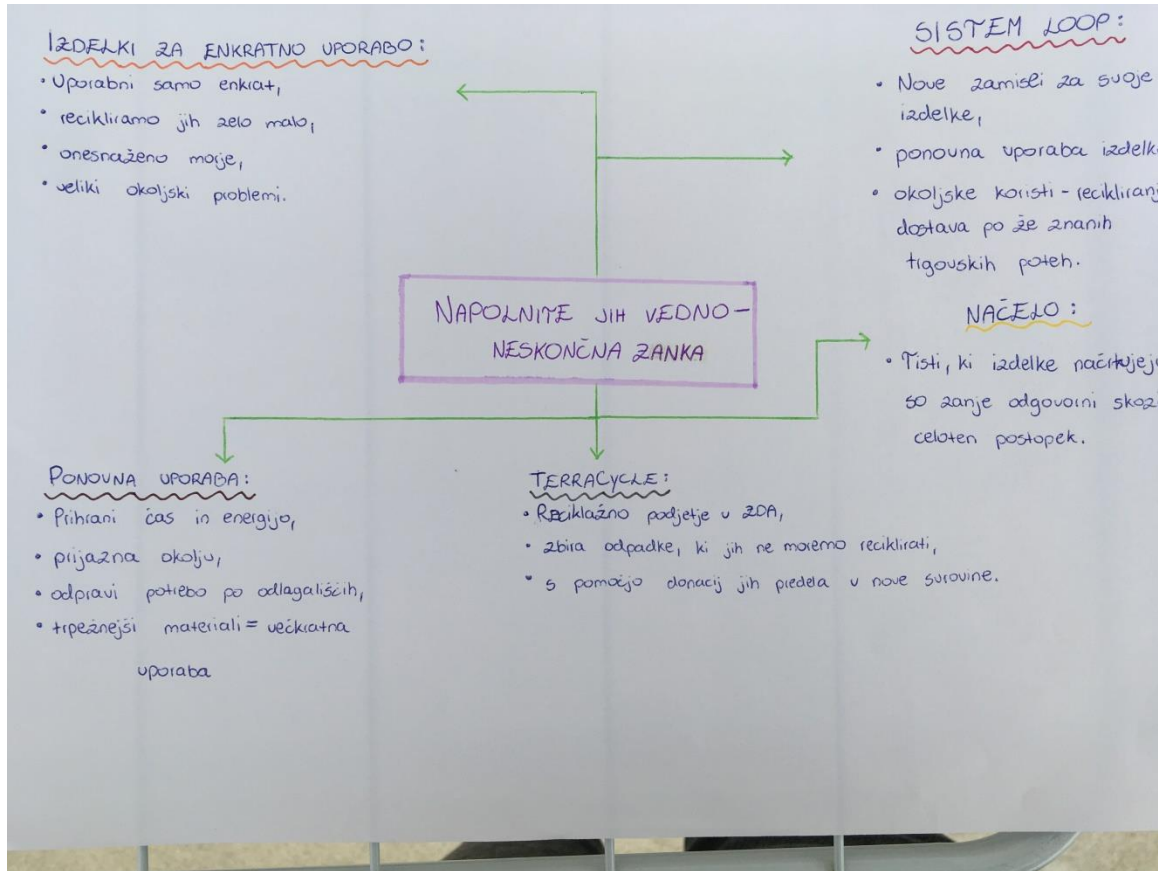 IZDELKI ZA ENKRATNO UPORABO:
• Uporabni samo enkrat,
• recikliramo jih zelo malo,
• onesnaženo morje,
• veliki okoljski problemi.
SISTEM LOOP:
• Nove zamisli za svoje
izdelke,
• ponovna uporaba izdelk
• okoljske koristi - recikliranj
dostava po že znanih
trgovskih poteh.
NAPOLNITE JIH VEDNO -
NESKONČNA ZANKA
NAČELO:
• Tisti, ki izdelke načrtujej
so zanje odgovorni skozi
celoten postopek.
PONOVNA UPORABA:
• Prihrani čas in energijo,
• prijazna okolju,
• odpravi potrebo po odlagališčih,
• trpežnejši materiali = večkratna
uporaba
TERRACYCLE:
• Reciklažno podjetje v ZDA,
• zbira odpadke, ki jih ne moremo reciklirati,
• s pomočjo donacij jih predela v nove surovine.